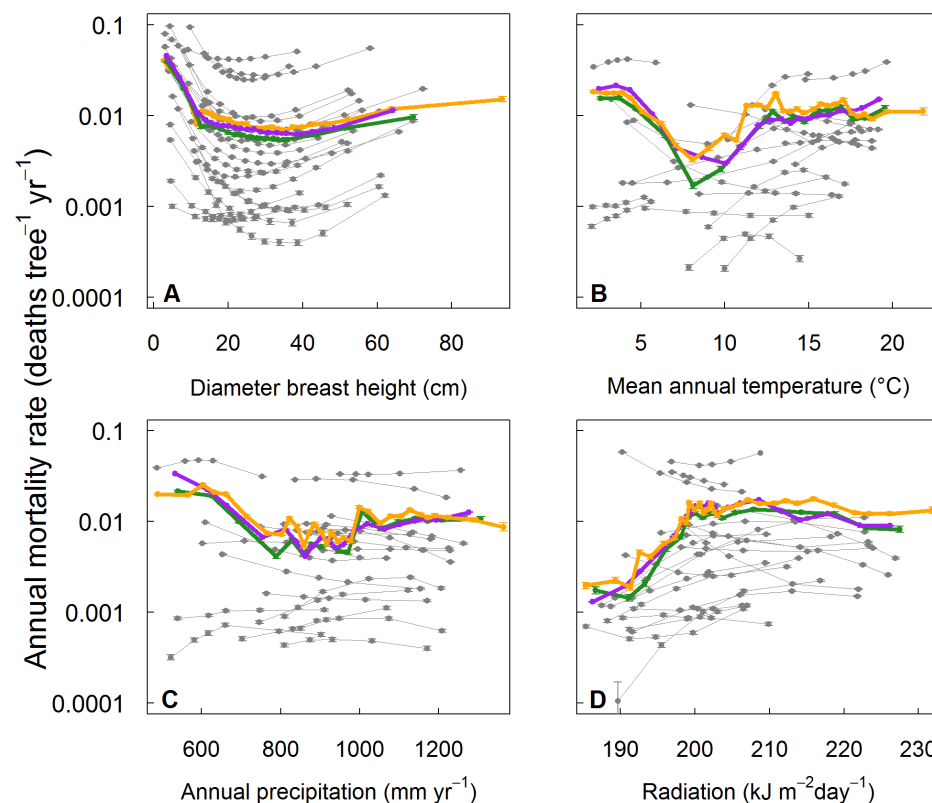 Annual mortality rate (deaths tree⁻¹ yr⁻¹)
0.1
0.01
0.001
0.0001
A
0 20 40 60 80
Diameter breast height (cm)
B
5 10 15 20
Mean annual temperature (°C)
0.1
0.01
0.001
0.0001
C
600 800 1000 1200
Annual precipitation (mm yr⁻¹)
D
190 200 210 220 230
Radiation (kJ m⁻²day⁻¹)